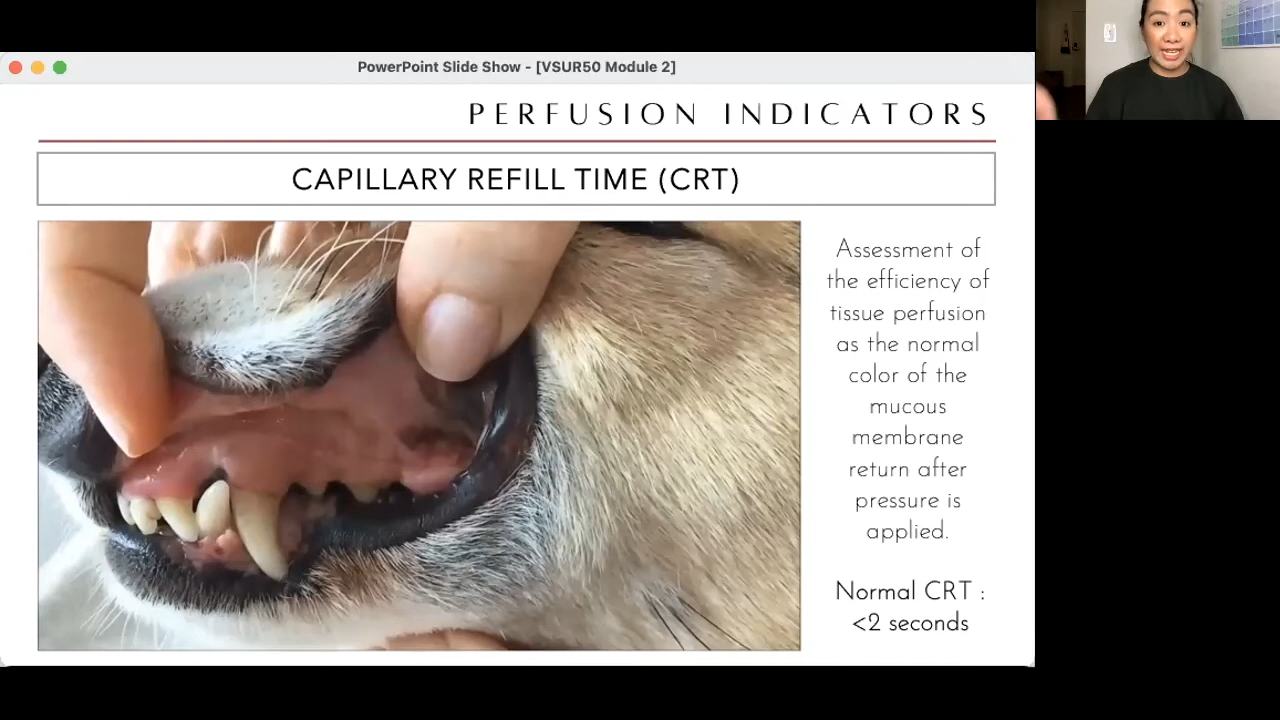 PowerPoint Slide Show - [VSUR50 Module 2]
PERFUSION INDICATORS
CAPILLARY REFILL TIME (CRT)
Assessment of
the efficiency of
tissue perfusion
as the normal
color of the
mucous
membrane
return after
pressure is
applied.
Normal CRT :
<2 seconds